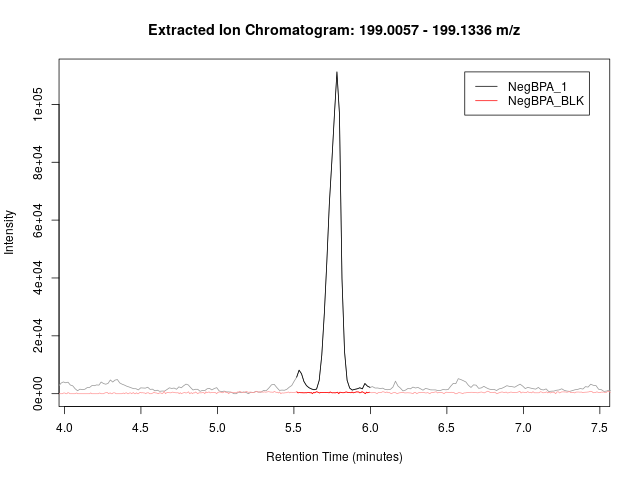 Extracted Ion Chromatogram: 199.0057 - 199.1336 m/z
NegBPA_1
NegBPA_BLK
Intensity
1e+05
8e+04
6e+04
4e+04
2e+04
0e+00
4.0 4.5 5.0 5.5 6.0 6.5 7.0 7.5
Retention Time (minutes)